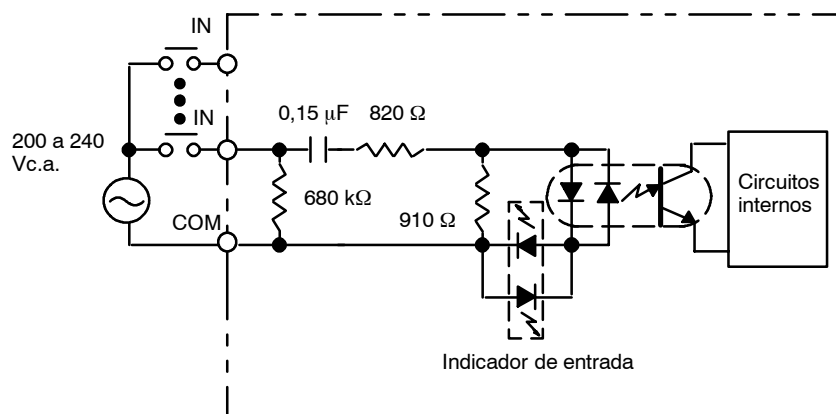 IN
IN
0,15 μF
820 Ω
200 a 240
Vc.a.
680 kΩ
Circuitos
internos
COM
910 Ω
Indicador de entrada